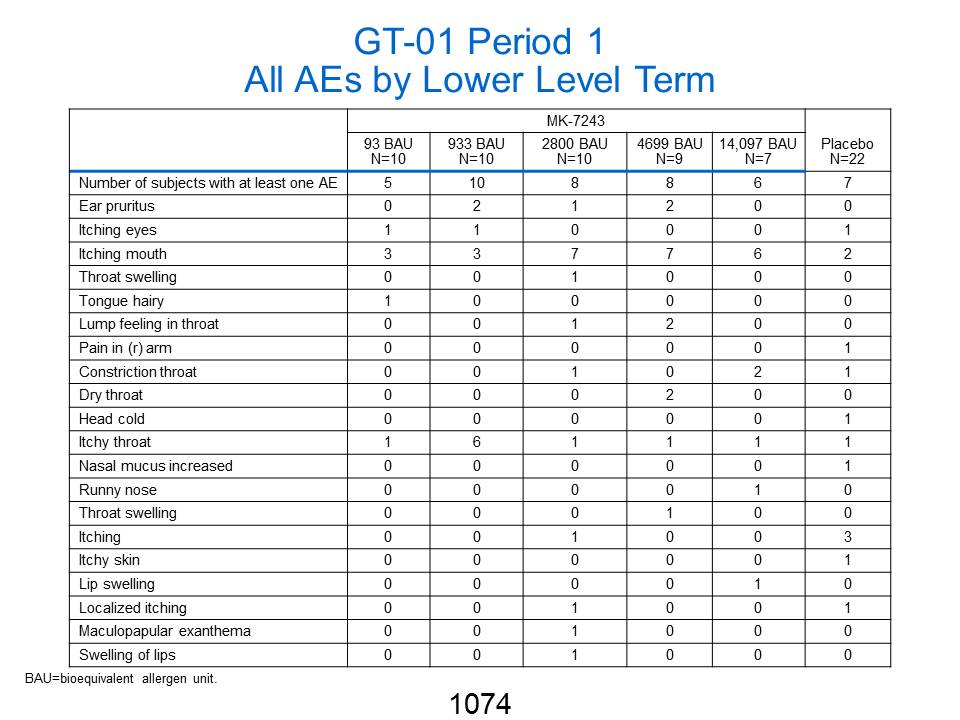 GT-01 Period 1
All AEs by Lower Level Term
MK-7243
93 BAU 933 BAU 2800 BAU 4699 BAU 14,097 BAU Placebo
N=10 N=10 N=10 N=9 N=7 N=22
Number of subjects with at least one AE 5 10 8 8 6 7
Ear pruritus 0 2 1 2 0 0
Itching eyes 1 1 0 0 0 1
Itching mouth 3 3 7 7 6 2
Throat swelling 0 0 1 0 0 0
Tongue hairy 1 0 0 0 0 0
Lump feeling in throat 0 0 1 2 0 0
Pain in (r) arm 0 0 0 0 0 1
Constriction throat 0 0 1 0 2 1
Dry throat 0 0 0 2 0 0
Head cold 0 0 0 0 0 1
Itchy throat 1 6 1 1 1 1
Nasal mucus increased 0 0 0 0 0 1
Runny nose 0 0 0 0 1 0
Throat swelling 0 0 0 1 0 0
Itching 0 0 1 0 0 3
Itchy skin 0 0 0 0 0 1
Lip swelling 0 0 0 0 1 0
Localized itching 0 0 1 0 0 1
Maculopapular exanthema 0 0 1 0 0 0
Swelling of lips 0 0 1 0 0 0
BAU=bioequivalent allergen unit.
1074